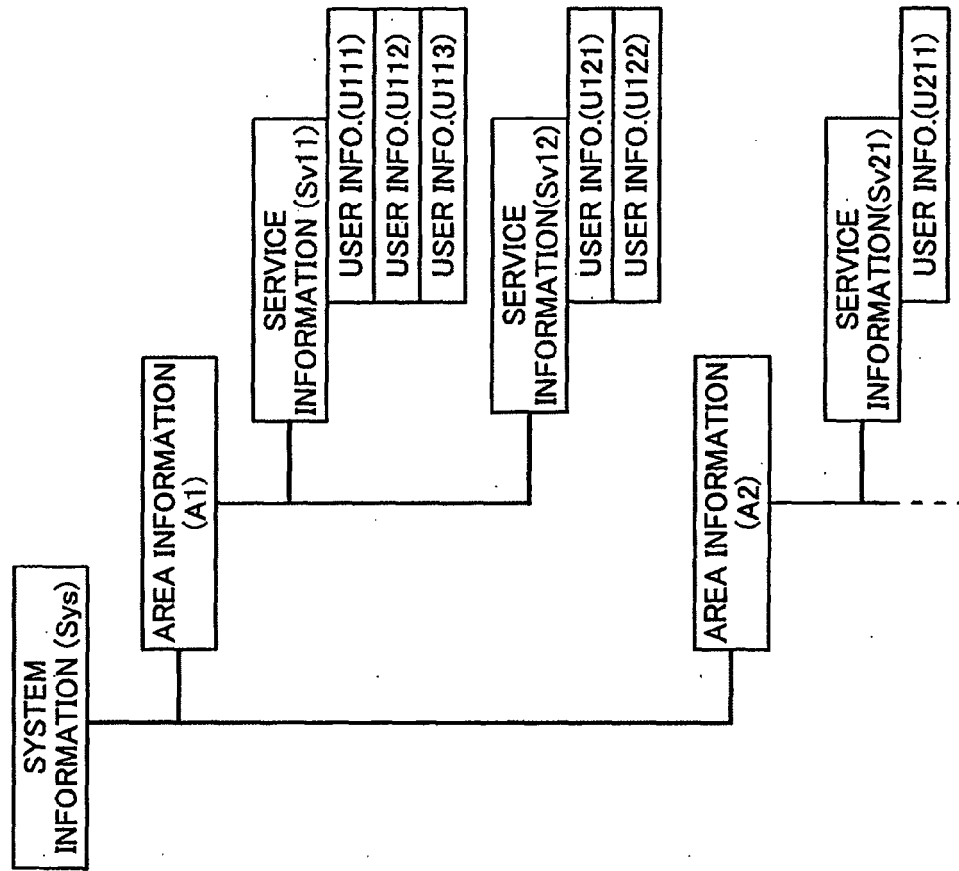 SYSTEM
INFORMATION (Sys)
AREA INFORMATION
(A1)
SERVICE
INFORMATION (Sv11)
USER INFO.(U111)
USER INFO.(U112)
USER INFO.(U113)
SERVICE
INFORMATION(Sv12)
USER INFO.(U121)
USER INFO.(U122)
AREA INFORMATION
(A2)
SERVICE
INFORMATION(Sv21)
USER INFO.(U211)